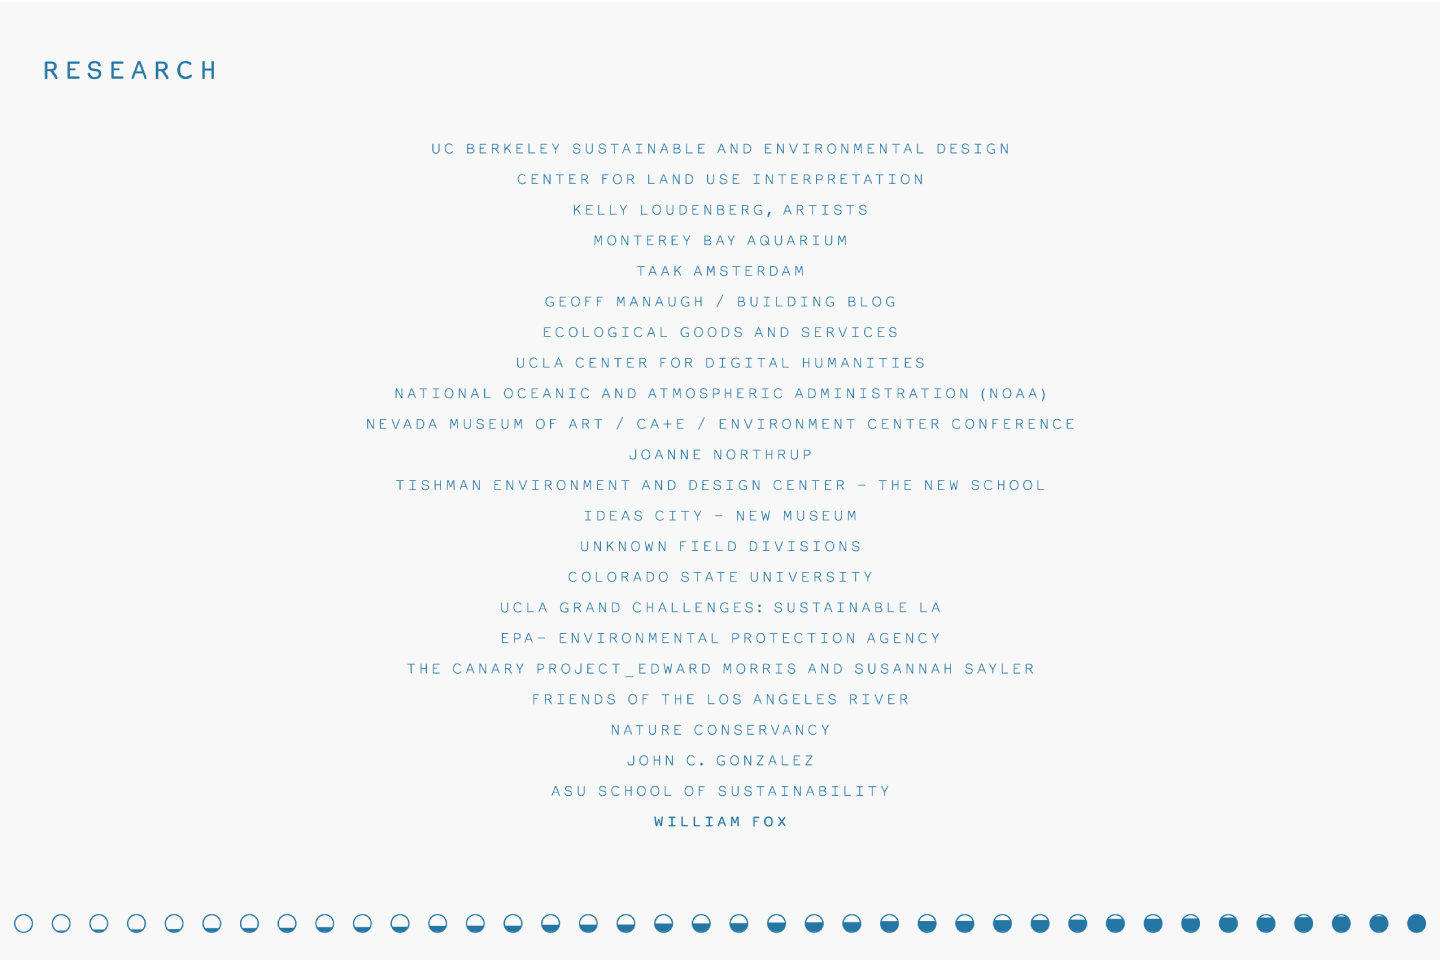 RESEARCH
UC BERKELEY SUSTAINABLE AND ENVIRONMENTAL DESIGN
CENTER FOR LAND USE INTERPRETATION
KELLY LOUDENBERG, ARTISTS
MONTEREY BAY AQUARIUM
TAAK AMSTERDAM
GEOFF MANAUGH / BUILDING BLOG
ECOLOGICAL GOODS AND SERVICES
UCLA CENTER FOR DIGITAL HUMANITIES
NATIONAL OCEANIC AND ATMOSPHERIC ADMINISTRATION (NOAA)
NEVADA MUSEUM OF ART / CA+E / ENVIRONMENT CENTER CONFERENCE
JOANNE NORTHRUP
TISHMAN ENVIRONMENT AND DESIGN CENTER – THE NEW SCHOOL
IDEAS CITY – NEW MUSEUM
UNKNOWN FIELD DIVISIONS
COLORADO STATE UNIVERSITY
UCLA GRAND CHALLENGES: SUSTAINABLE LA
EPA– ENVIRONMENTAL PROTECTION AGENCY
THE CANARY PROJECT_EDWARD MORRIS AND SUSANNAH SAYLER
FRIENDS OF THE LOS ANGELES RIVER
NATURE CONSERVANCY
JOHN C. GONZALEZ
ASU SCHOOL OF SUSTAINABILITY
WILLIAM FOX